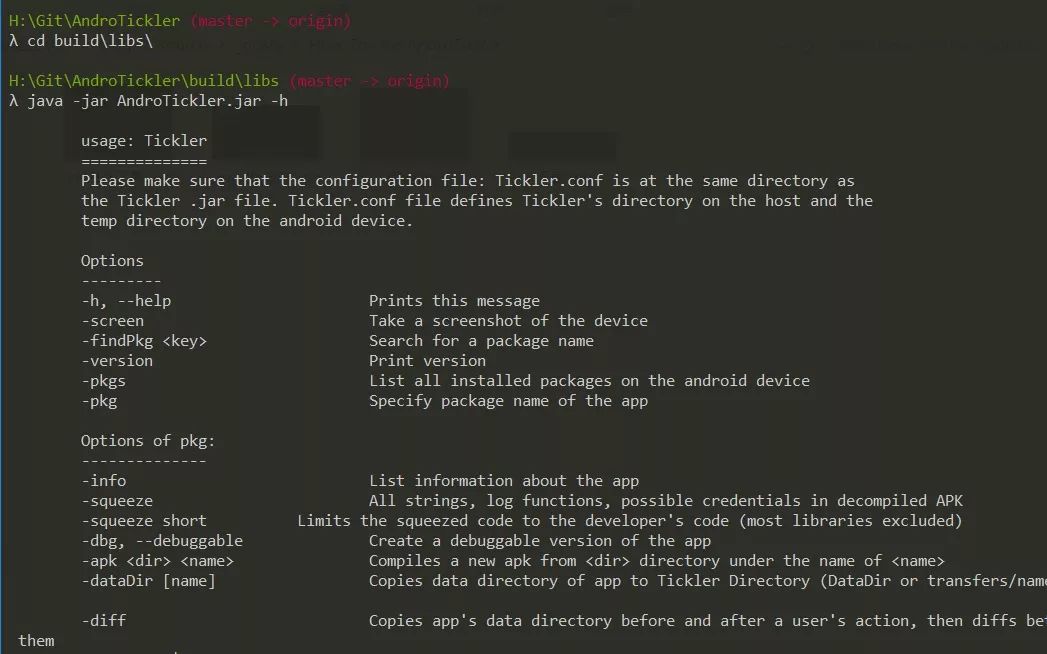 H:\Git\AndroTickler (master -> origin)
λ cd build\libs\
H:\Git\AndroTickler\build\libs (master -> origin)
λ java -jar AndroTickler.jar -h
usage: Tickler
==============
Please make sure that the configuration file: Tickler.conf is at the same directory as
the Tickler .jar file. Tickler.conf file defines Tickler's directory on the host and the
temp directory on the android device.
Options
---------
-h, --help Prints this message
-screen Take a screenshot of the device
-findPkg <key> Search for a package name
-version Print version
-pkgs List all installed packages on the android device
-pkg Specify package name of the app
Options of pkg:
--------------
-info List information about the app
-squeeze All strings, log functions, possible credentials in decompiled APK
-squeeze short Limits the squeezed code to the developer's code (most libraries excluded)
-dbg, --debuggable Create a debuggable version of the app
-apk <dir> <name> Compiles a new apk from <dir> directory under the name of <name>
-dataDir [name] Copies data directory of app to Tickler Directory (DataDir or transfers/name
-diff Copies app's data directory before and after a user's action, then diffs be
them